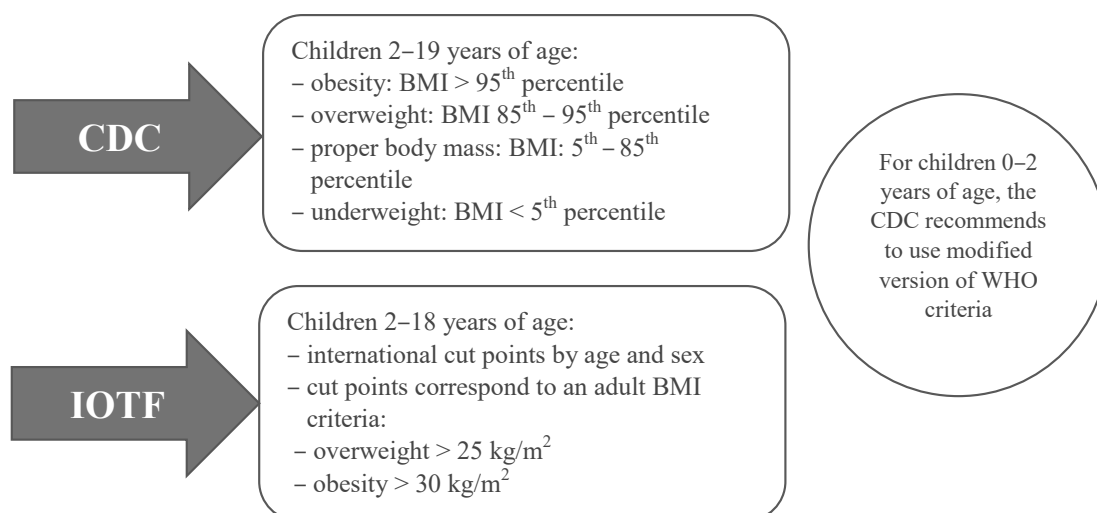 CDC
Children 2–19 years of age:
– obesity: BMI > 95th percentile
– overweight: BMI 85th – 95th percentile
– proper body mass: BMI: 5th – 85th
percentile
– underweight: BMI < 5th percentile
For children 0–2
years of age, the
CDC recommends
to use modified
version of WHO
criteria
IOTF
Children 2–18 years of age:
– international cut points by age and sex
– cut points correspond to an adult BMI
criteria:
– overweight > 25 kg/m2
– obesity > 30 kg/m2